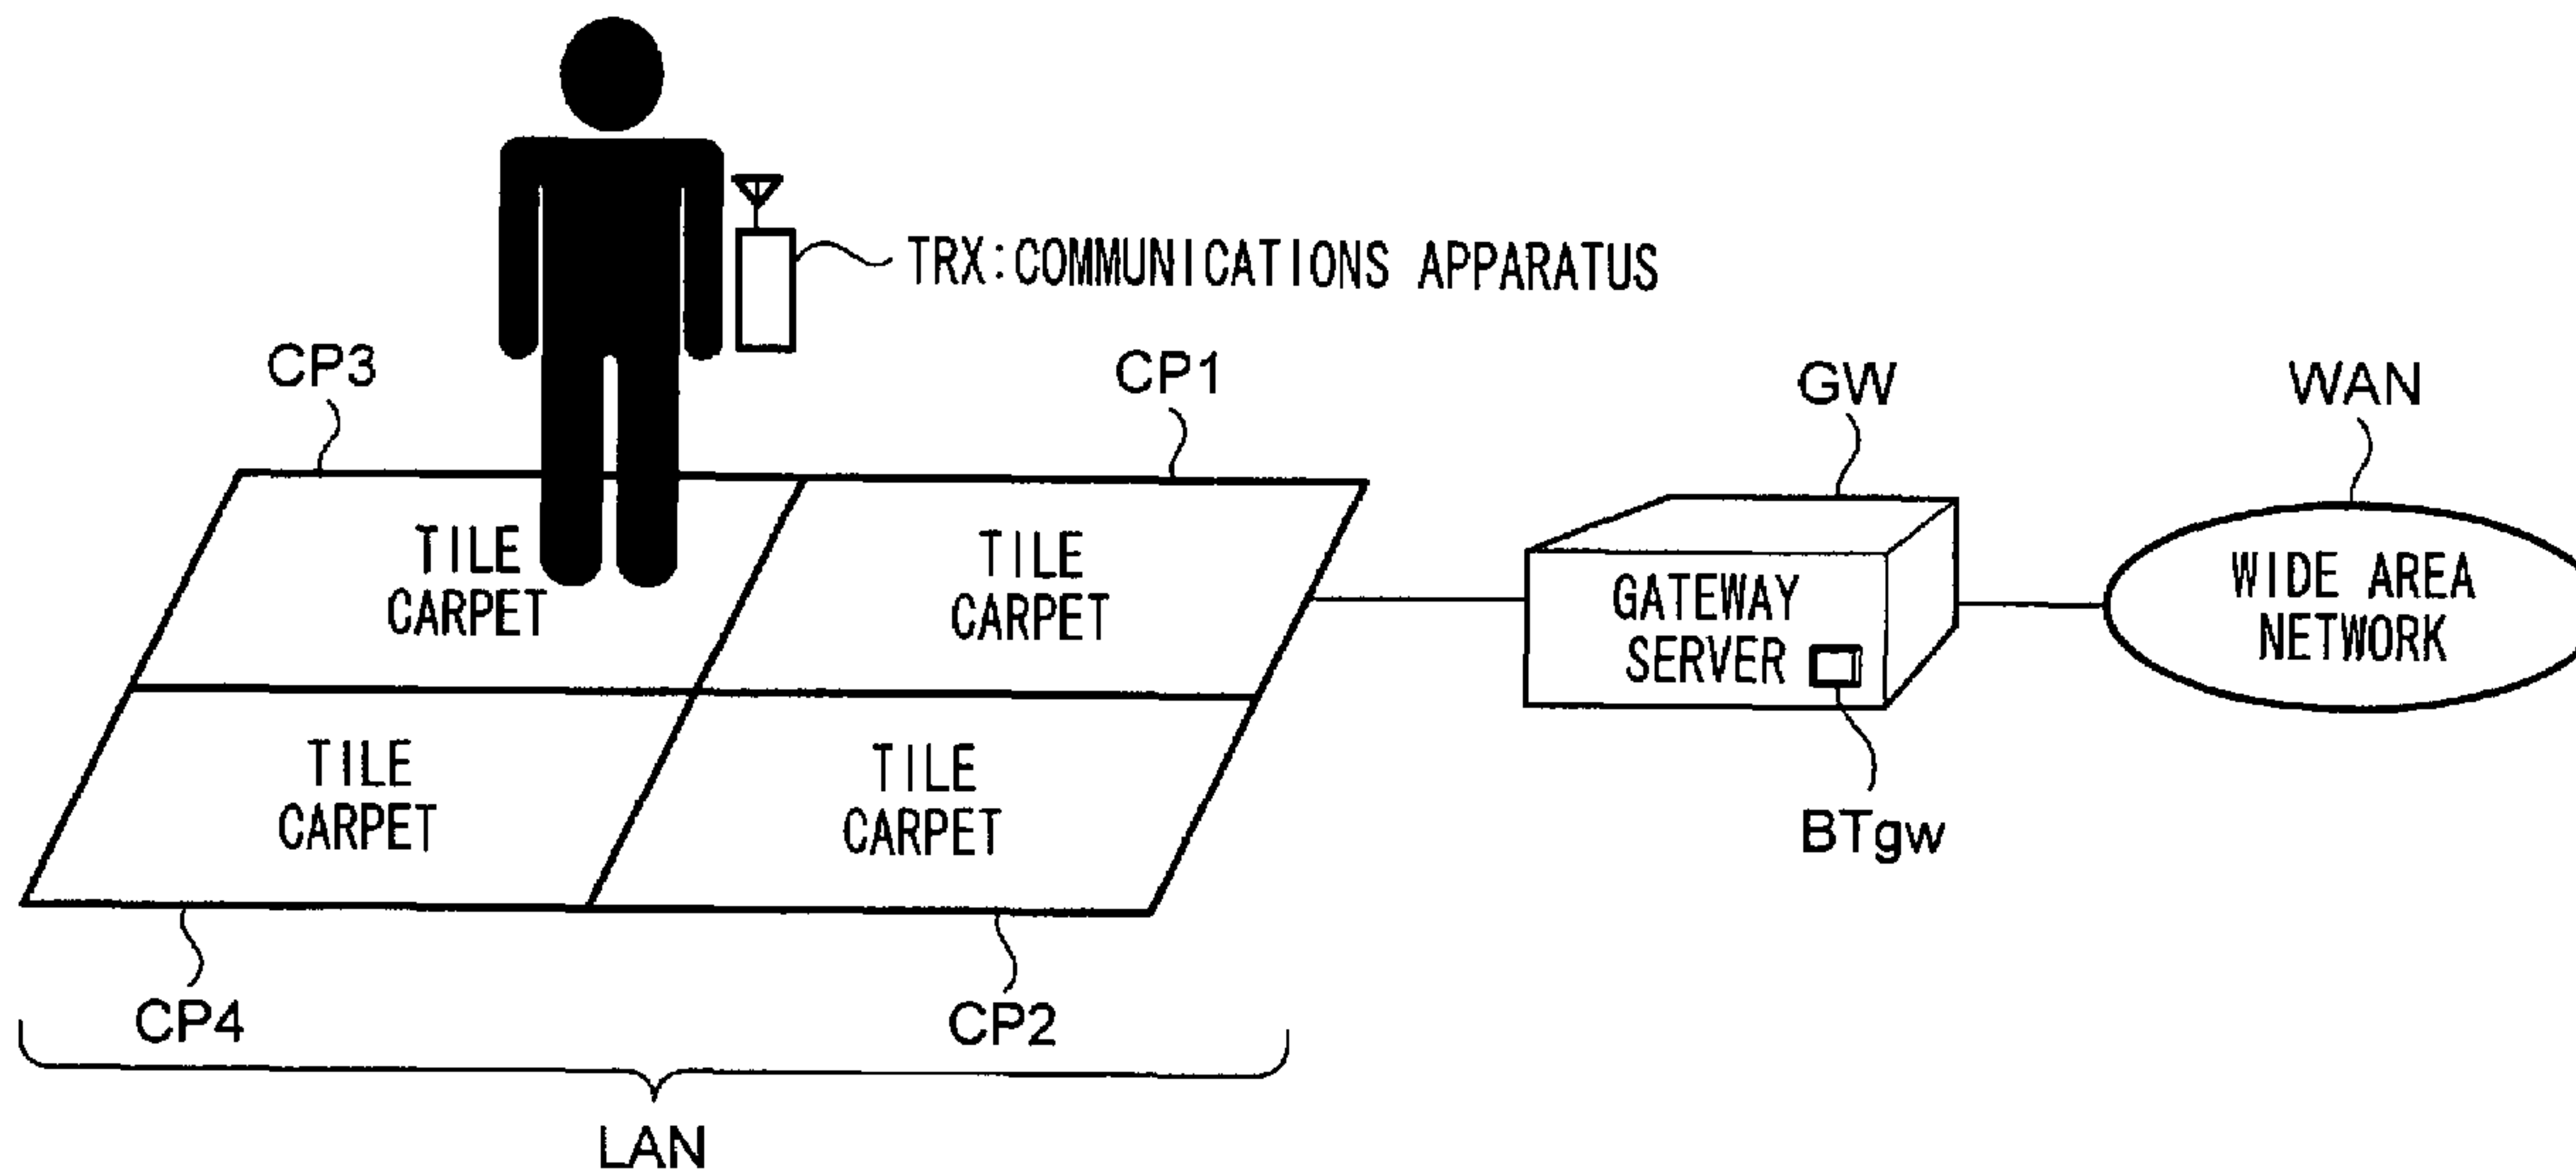 TRX:COMMUNICATIONS APPARATUS
CP3
CP1
GW
WAN
TILE
CARPET
TILE
CARPET
GATEWAY
SERVER
WIDE AREA
NETWORK
TILE
CARPET
TILE
CARPET
BTgw
CP4
CP2
LAN